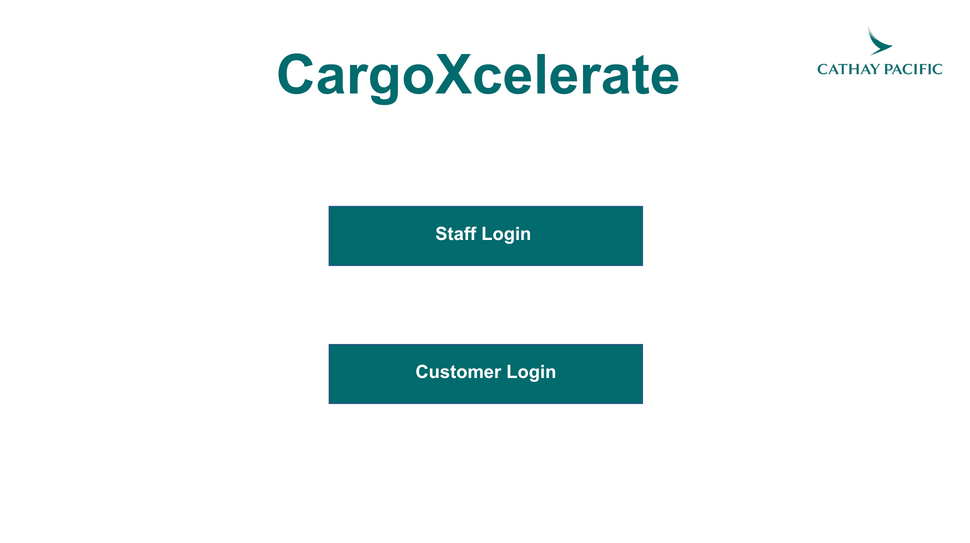 CargoXcelerate
CATHAY PACIFIC
Staff Login
Customer Login